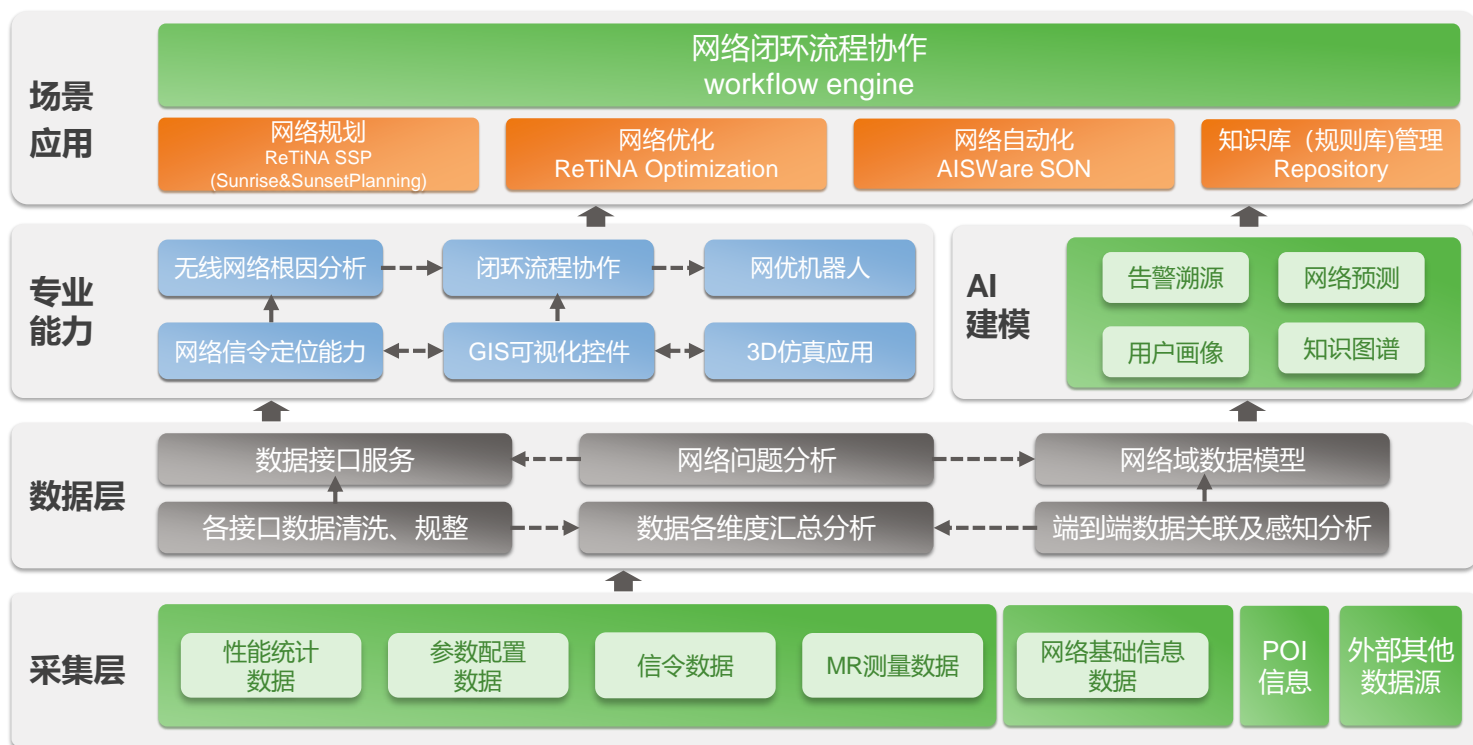 场景
应用
网络闭环流程协作
workflow engine
网络规划
ReTiNA SSP
(Sunrise&SunsetPlanning)
网络优化
ReTiNA Optimization
网络自动化
AISWare SON
知识库（规则库)管理
Repository
专业
能力
无线网络根因分析
闭环流程协作
网优机器人
网络信令定位能力
GIS可视化控件
3D仿真应用
AI
建模
告警溯源
网络预测
用户画像
知识图谱
数据层
数据接口服务
网络问题分析
网络域数据模型
各接口数据清洗、规整
数据各维度汇总分析
端到端数据关联及感知分析
采集层
性能统计
数据
参数配置
数据
信令数据
MR测量数据
网络基础信息
数据
POI
信息
外部其他
数据源